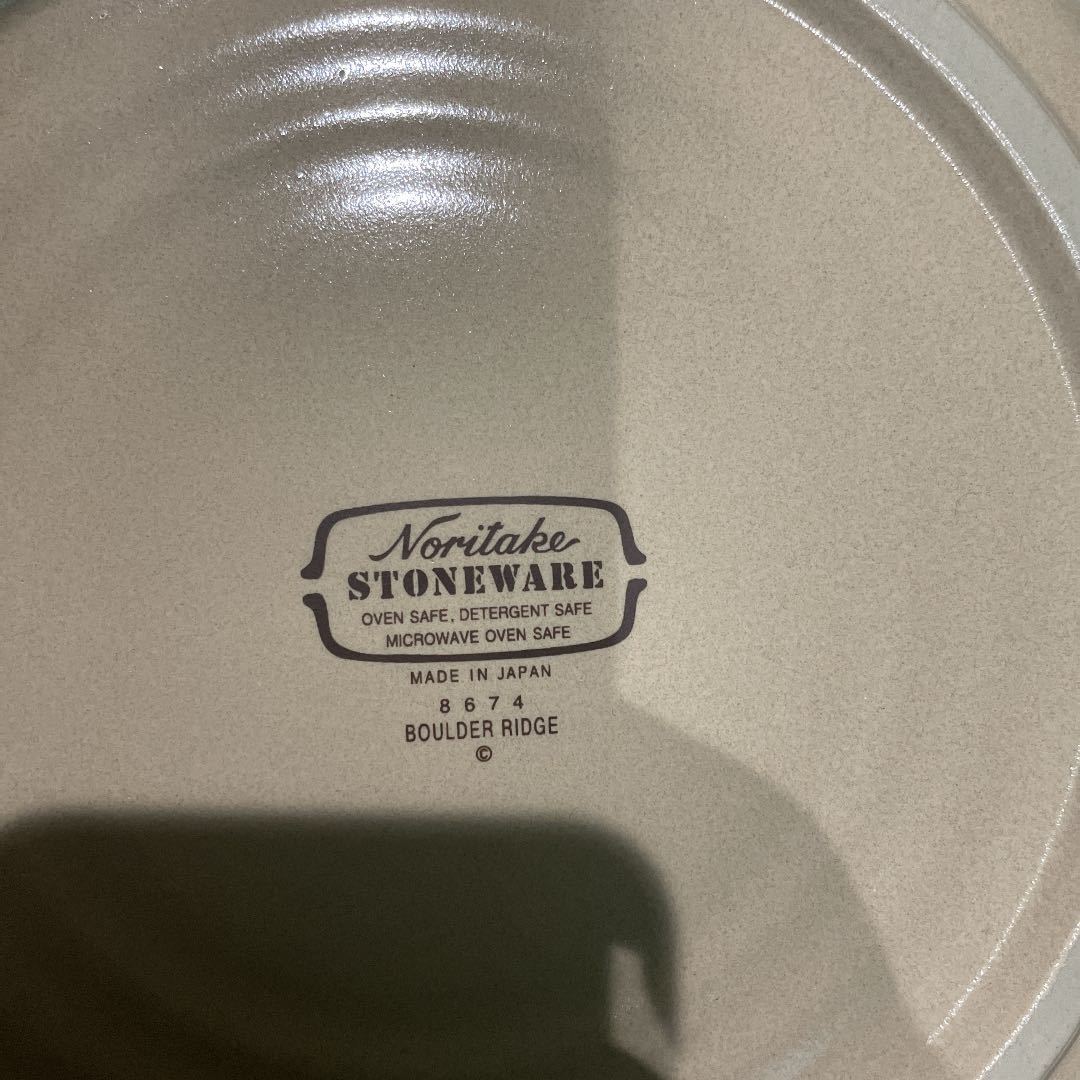 Noritake
STONEWARE
OVEN SAFE, DETERGENT SAFE
MICROWAVE OVEN SAFE
MADE IN JAPAN
8674
BOULDER RIDGE
©